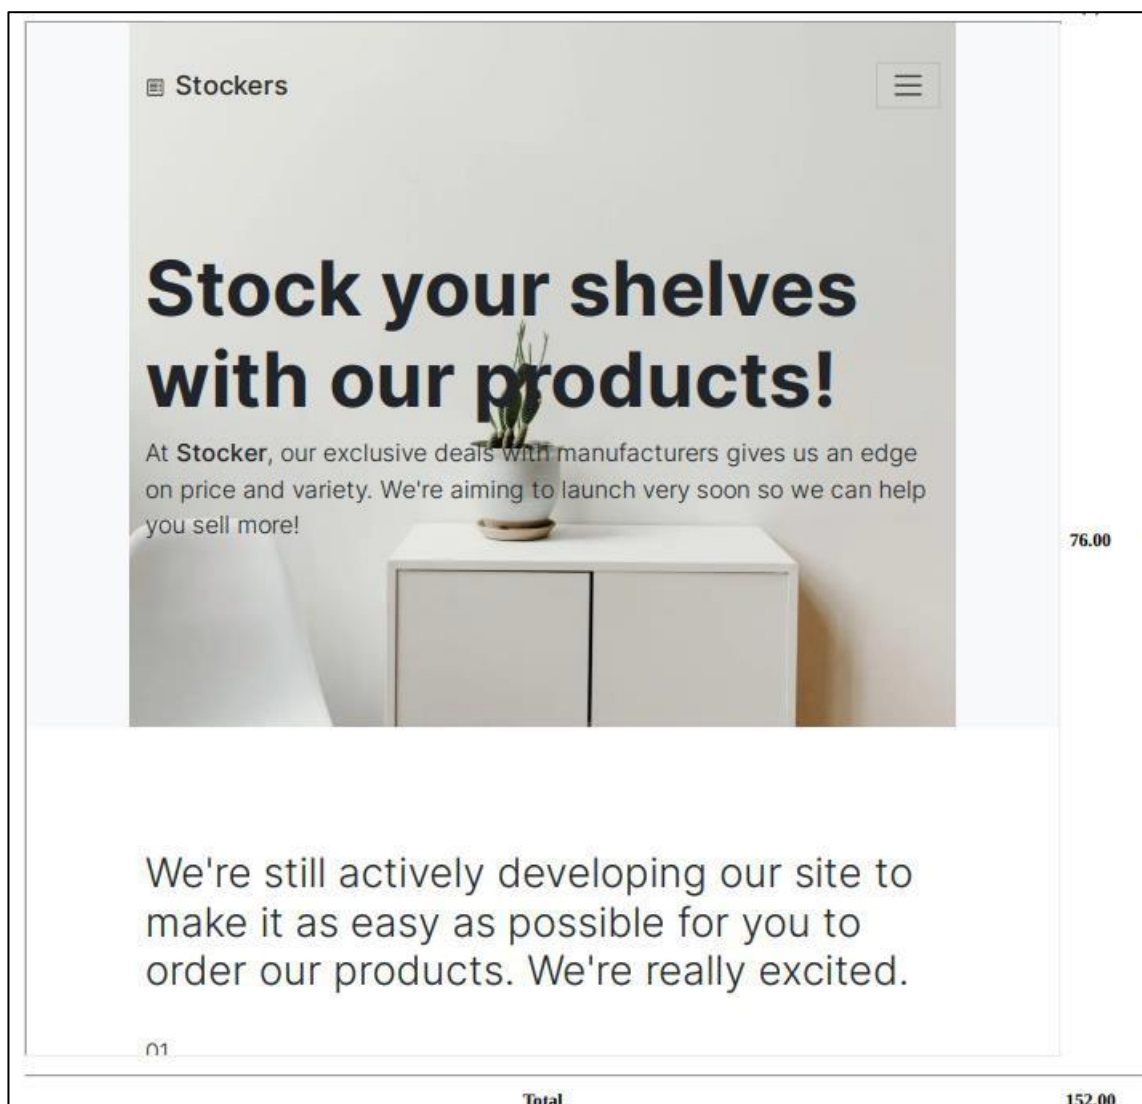 Stockers
Stock your shelves
with our products!
At Stocker, our exclusive deals with manufacturers gives us an edge
on price and variety. We're aiming to launch very soon so we can help
you sell more!
76.00
We're still actively developing our site to
make it as easy as possible for you to
order our products. We're really excited.
01
Total 152.00